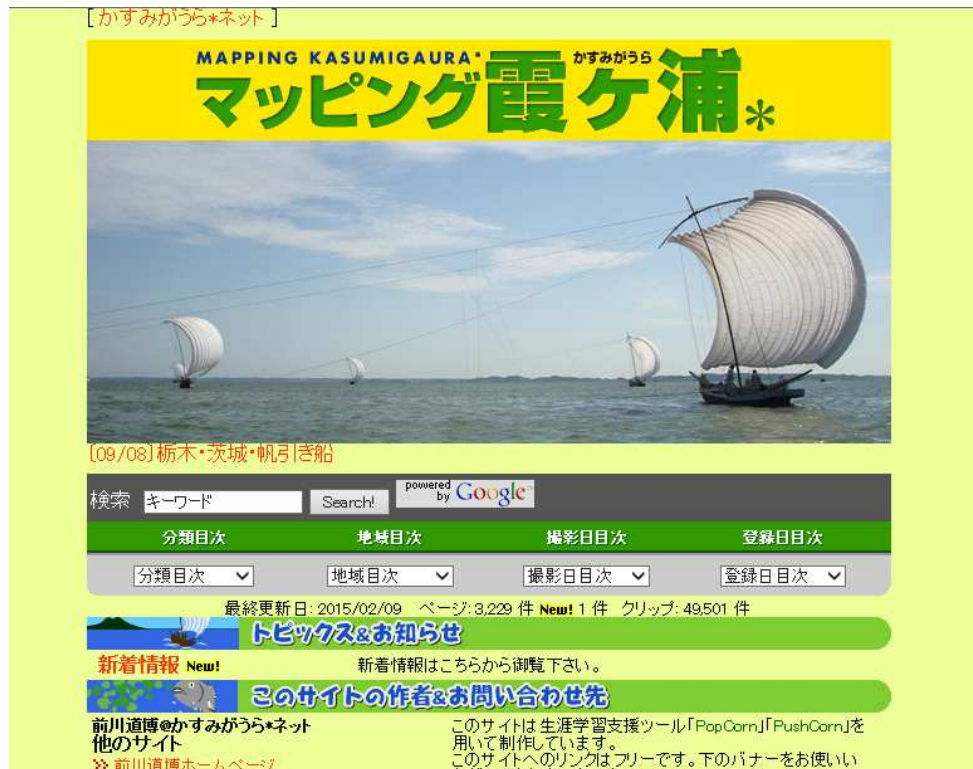 [かすみがうら*ネット]
MAPPING KASUMIGAURA*
かすみがうら
マッピング霞ケ浦*
[09/08]栃木・茨城・帆引き船
検索 キーワード Search! powered by Google
分類目次 地域目次 撮影日目次 登録日目次
分類目次 地域目次 撮影日目次 登録日目次
最終更新日:2015/02/09 ページ:3,229 件 New! 1 件 クリップ:49,501 件
トピックス&お知らせ
新着情報 New! 新着情報はこちらから御覧下さい。
このサイトの作者&お問い合わせ先
前川道博@かすみがうら*ネット
他のサイト
>> 前川道博ホームページ
このサイトは生涯学習支援ツール「PopCorn」「PushCorn」を
用いて制作しています。
このサイトへのリンクはフリーです。下のバナーをお使いい